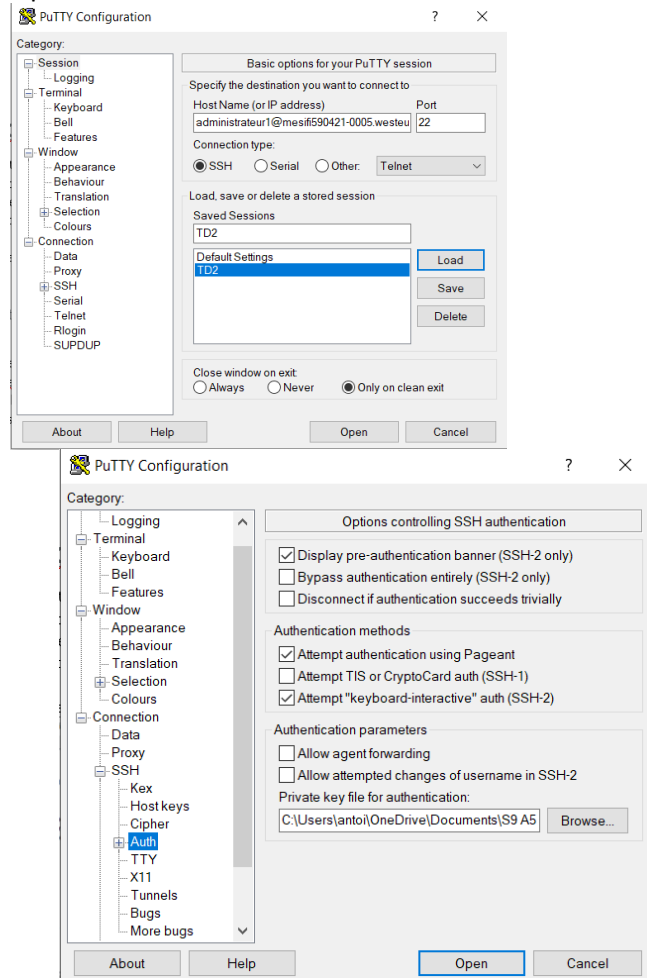 PuTTY Configuration ? ×
Category:
Session
Logging
Terminal
Keyboard
Bell
Features
Window
Appearance
Behaviour
Translation
Selection
Colours
Connection
Data
Proxy
SSH
Serial
Telnet
Rlogin
SUPDUP
Basic options for your PuTTY session
Specify the destination you want to connect to
Host Name (or IP address) Port
administrateur1@mesifi590421-0005.westeu 22
Connection type:
SSH Serial Other: Telnet
Load, save or delete a stored session
Saved Sessions
TD2
Default Settings
TD2
Load
Save
Delete
Close window on exit:
Always Never Only on clean exit
About Help Open Cancel
PuTTY Configuration ? ×
Category:
Logging
Terminal
Keyboard
Bell
Features
Window
Appearance
Behaviour
Translation
Selection
Colours
Connection
Data
Proxy
SSH
Kex
Host keys
Cipher
Auth
TTY
X11
Tunnels
Bugs
More bugs
Options controlling SSH authentication
Display pre-authentication banner (SSH-2 only)
Bypass authentication entirely (SSH-2 only)
Disconnect if authentication succeeds trivially
Authentication methods
Attempt authentication using Pageant
Attempt TIS or CryptoCard auth (SSH-1)
Attempt "keyboard-interactive" auth (SSH-2)
Authentication parameters
Allow agent forwarding
Allow attempted changes of username in SSH-2
Private key file for authentication:
C:\Users\antoi\OneDrive\Documents\S9 A5 Browse...
About Help Open Cancel